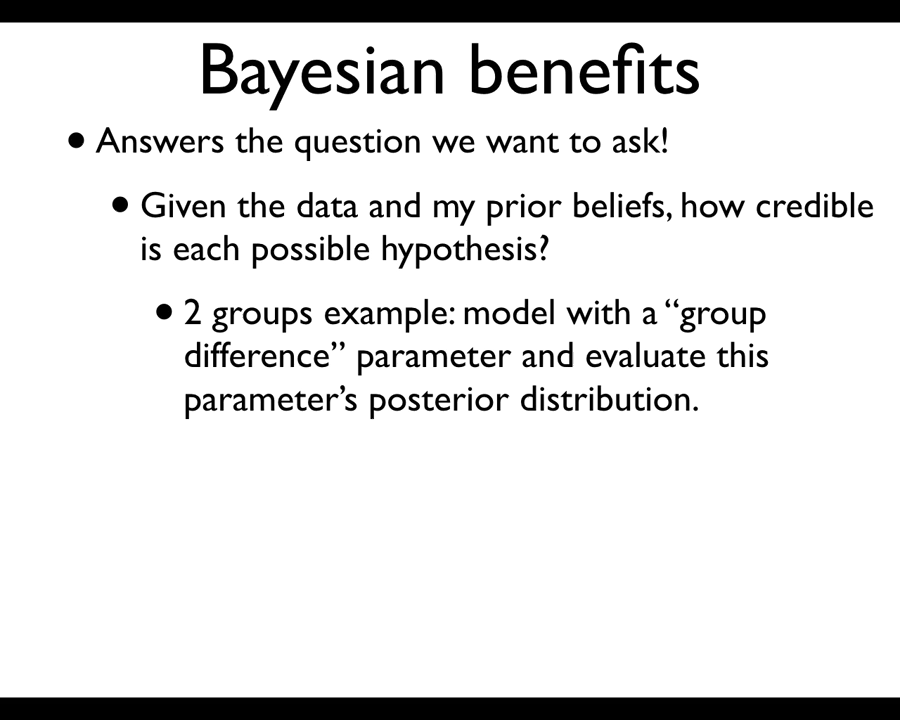 Bayesian benefits
• Answers the question we want to ask!
• Given the data and my prior beliefs, how credible
is each possible hypothesis?
• 2 groups example: model with a “group
difference” parameter and evaluate this
parameter’s posterior distribution.